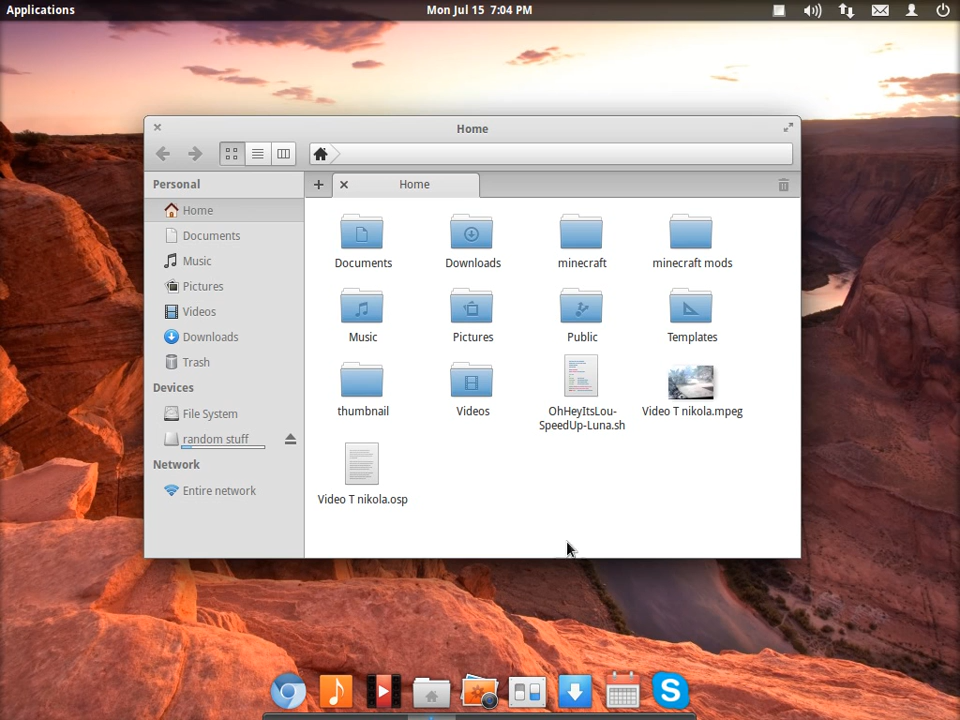 Applications
Mon Jul 15 7:04 PM
Home
Personal
Home
Documents
Music
Pictures
Videos
Downloads
Trash
Devices
File System
random stuff
Network
Entire network
Home
Documents
Downloads
minecraft
minecraft mods
Music
Pictures
Public
Templates
thumbnail
Videos
OhHeyItsLou-
SpeedUp-Luna.sh
Video T nikola.mpeg
Video T nikola.osp
S